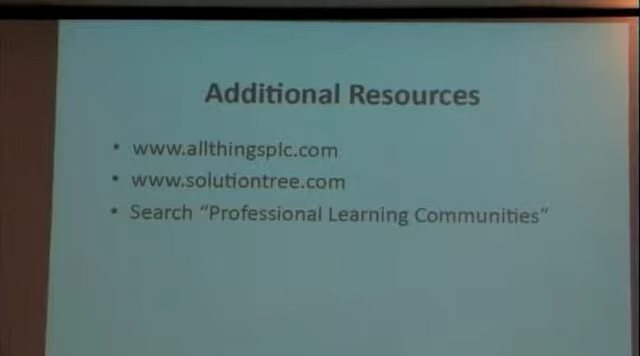 Additional Resources
• www.allthingsplc.com
• www.solutiontree.com
• Search “Professional Learning Communities”